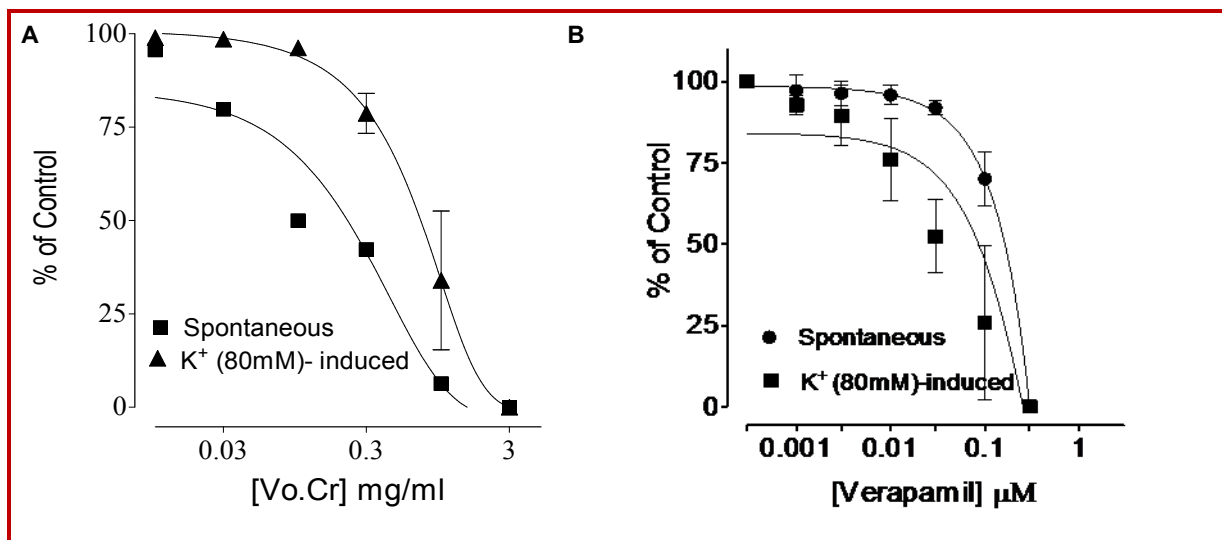 A
100
75
50
25
0
% of Control
■ Spontaneous
▲ K⁺ (80mM)- induced
0.03 0.3 3
[Vo.Cr] mg/ml
B
100
75
50
25
0
% of Control
● Spontaneous
■ K⁺ (80mM)-induced
0.001 0.01 0.1 1
[Verapamil] μM